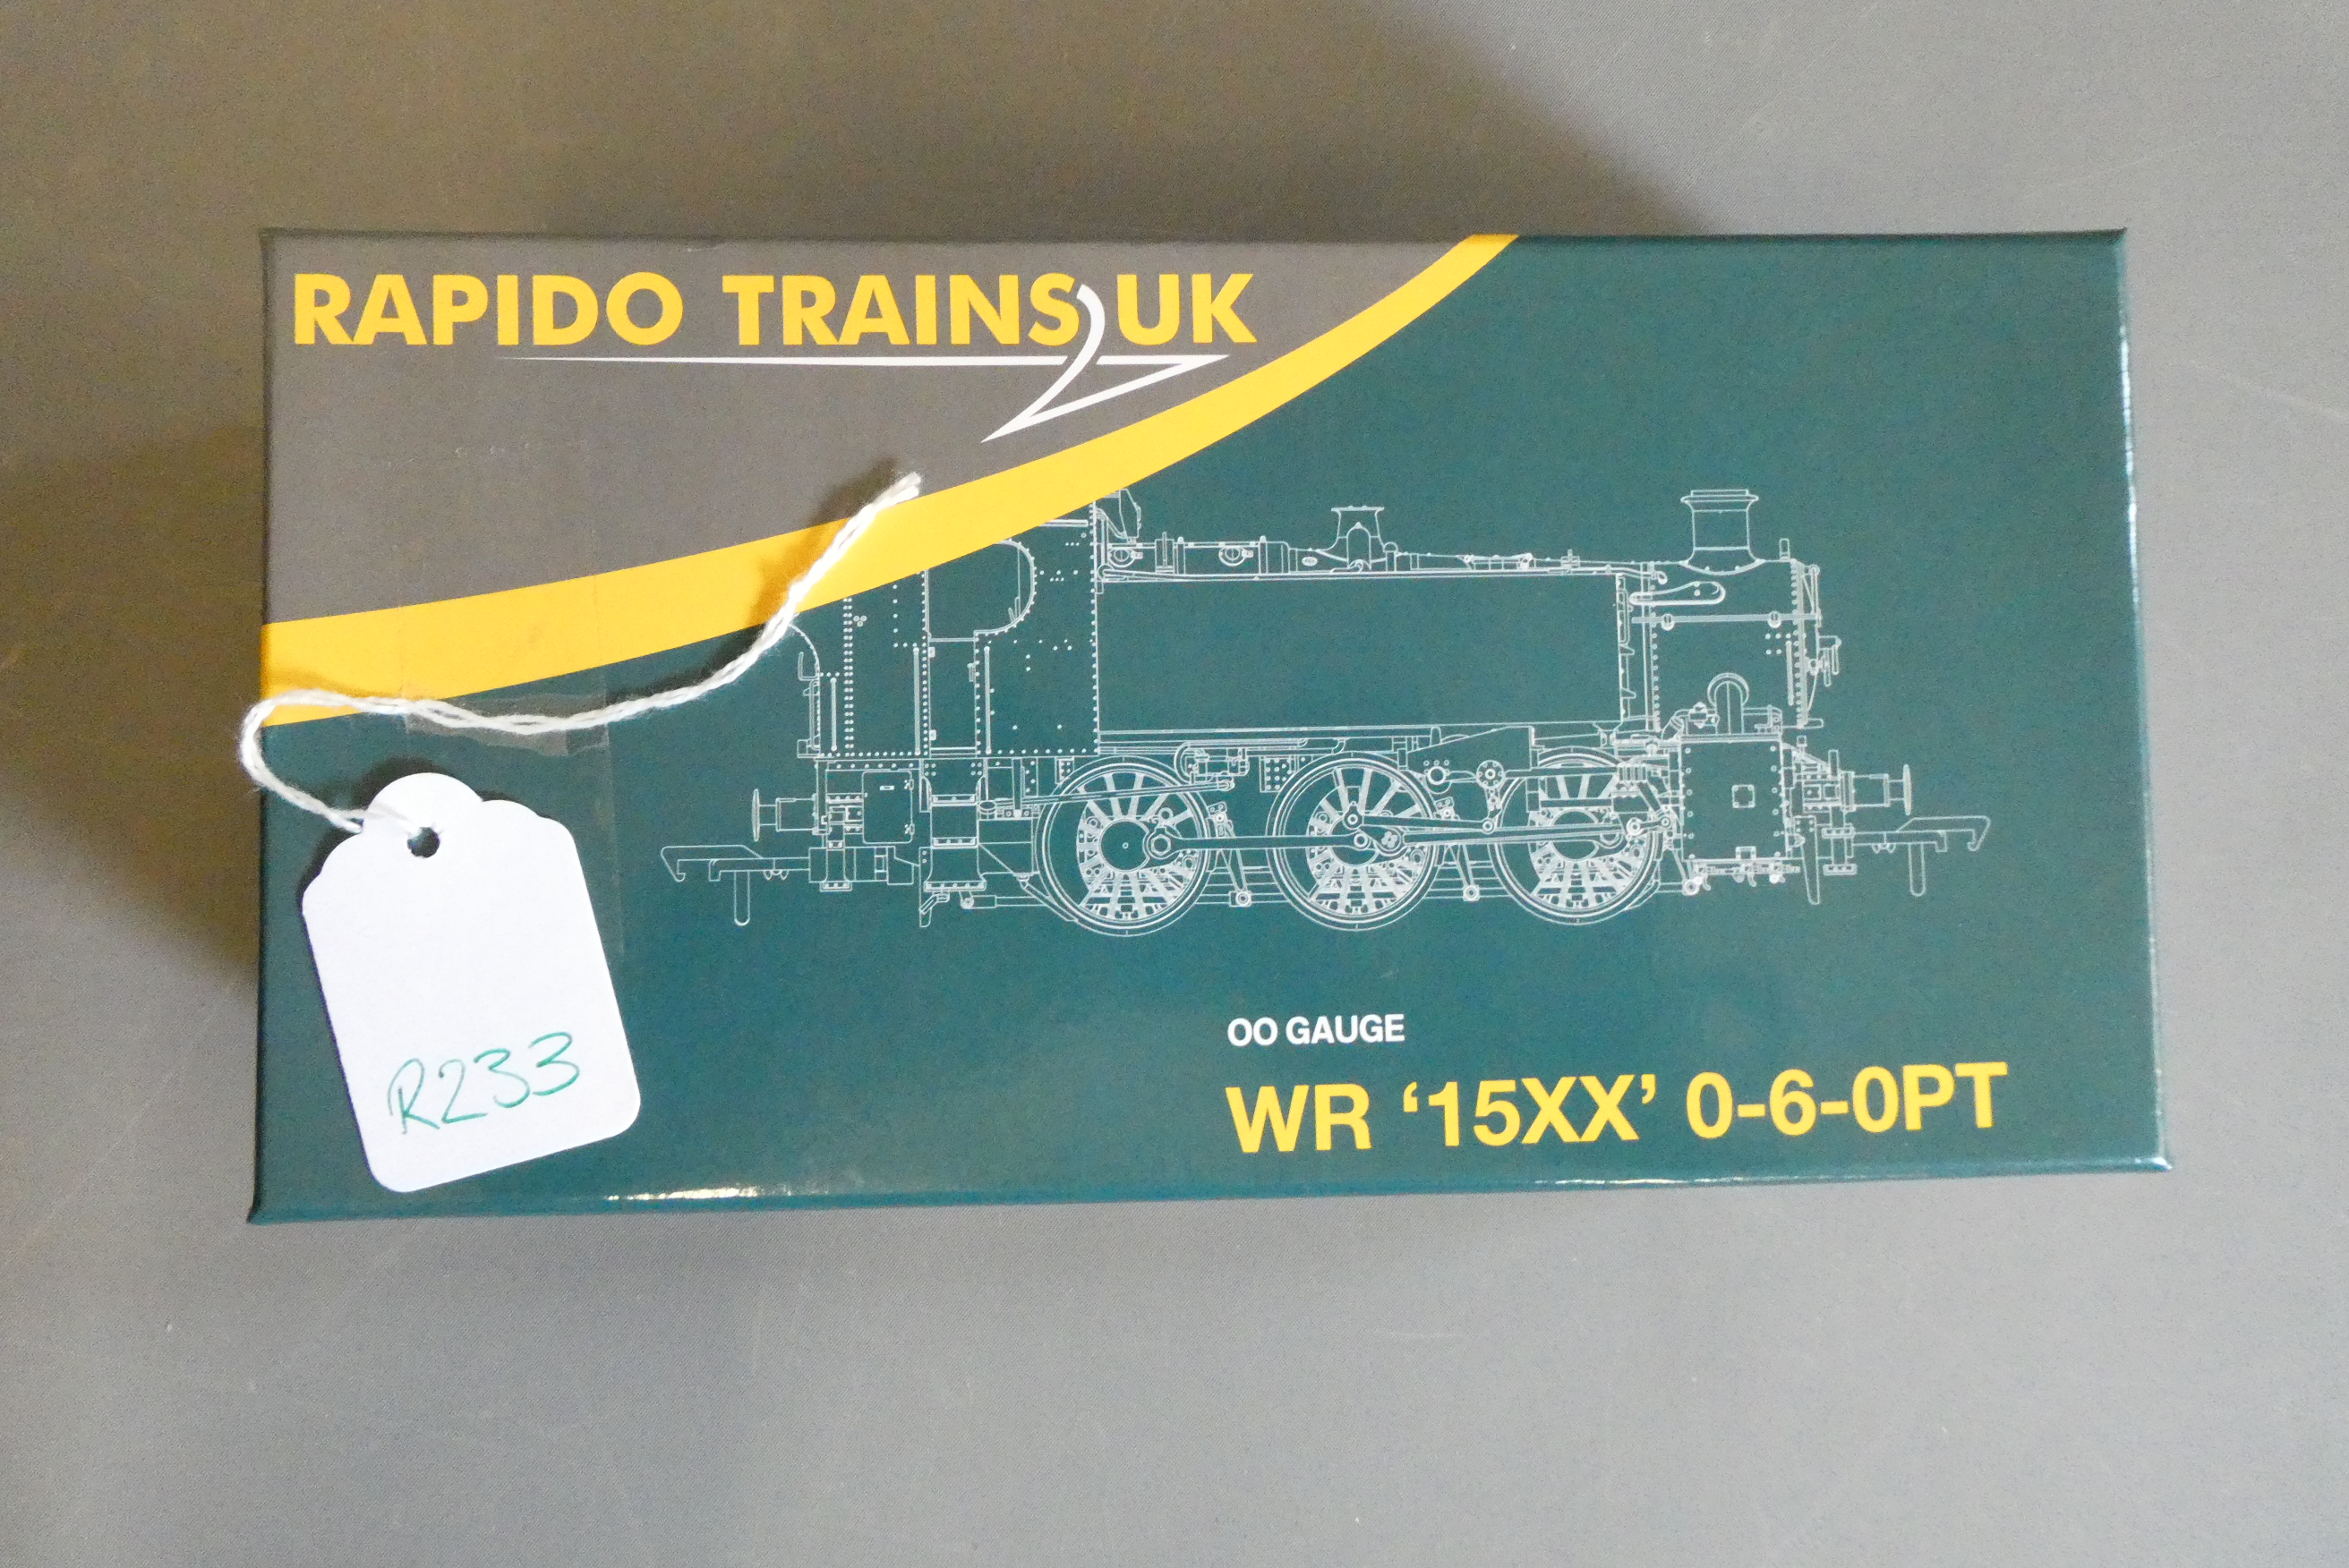 RAPIDO TRAINS UK
R233
OO GAUGE
WR ‘15XX’ 0-6-0PT